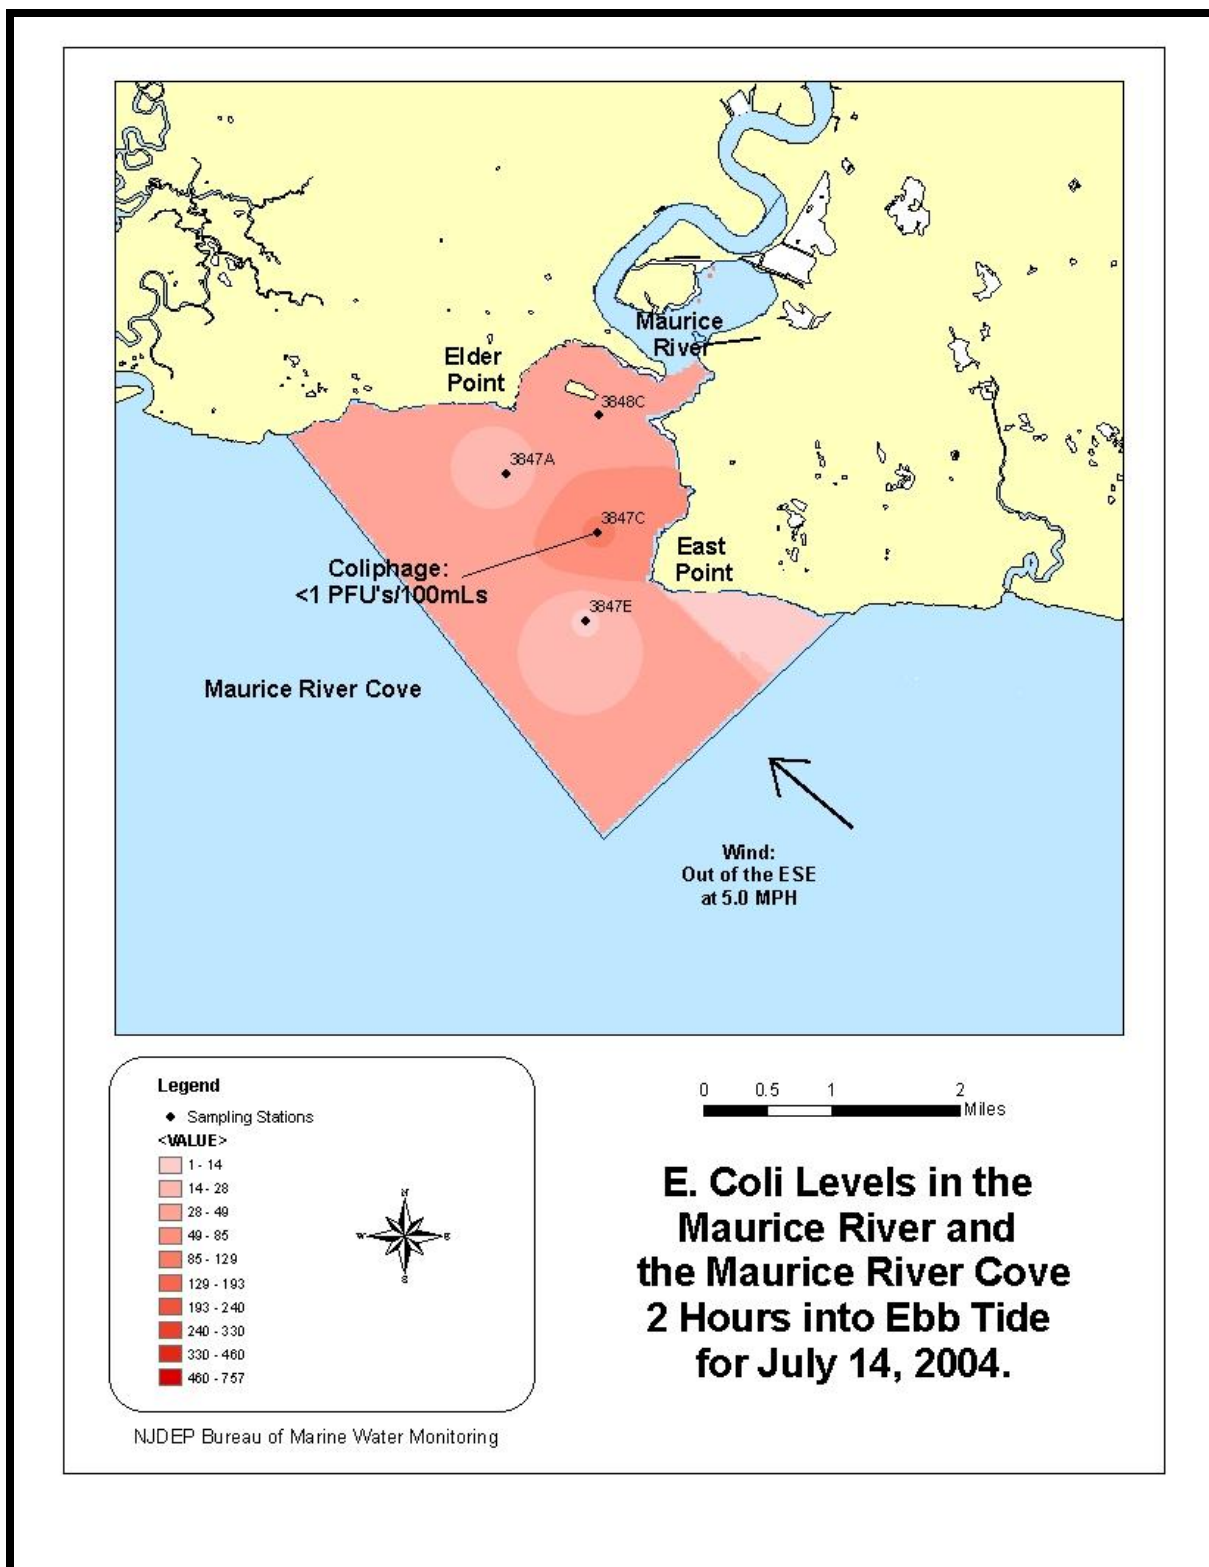 Maurice
River
Elder
Point
3848C
3847A
3847C
East
Point
Coliphage:
<1 PFU's/100mLs
3847E
Maurice River Cove
Wind:
Out of the ESE
at 5.0 MPH
Legend
Sampling Stations
<VALUE>
1 - 14
14 - 28
28 - 49
49 - 85
85 - 129
129 - 193
193 - 240
240 - 330
330 - 460
460 - 757
N
W
E
S
0 0.5 1 2
Miles
E. Coli Levels in the
Maurice River and
the Maurice River Cove
2 Hours into Ebb Tide
for July 14, 2004.
NJDEP Bureau of Marine Water Monitoring